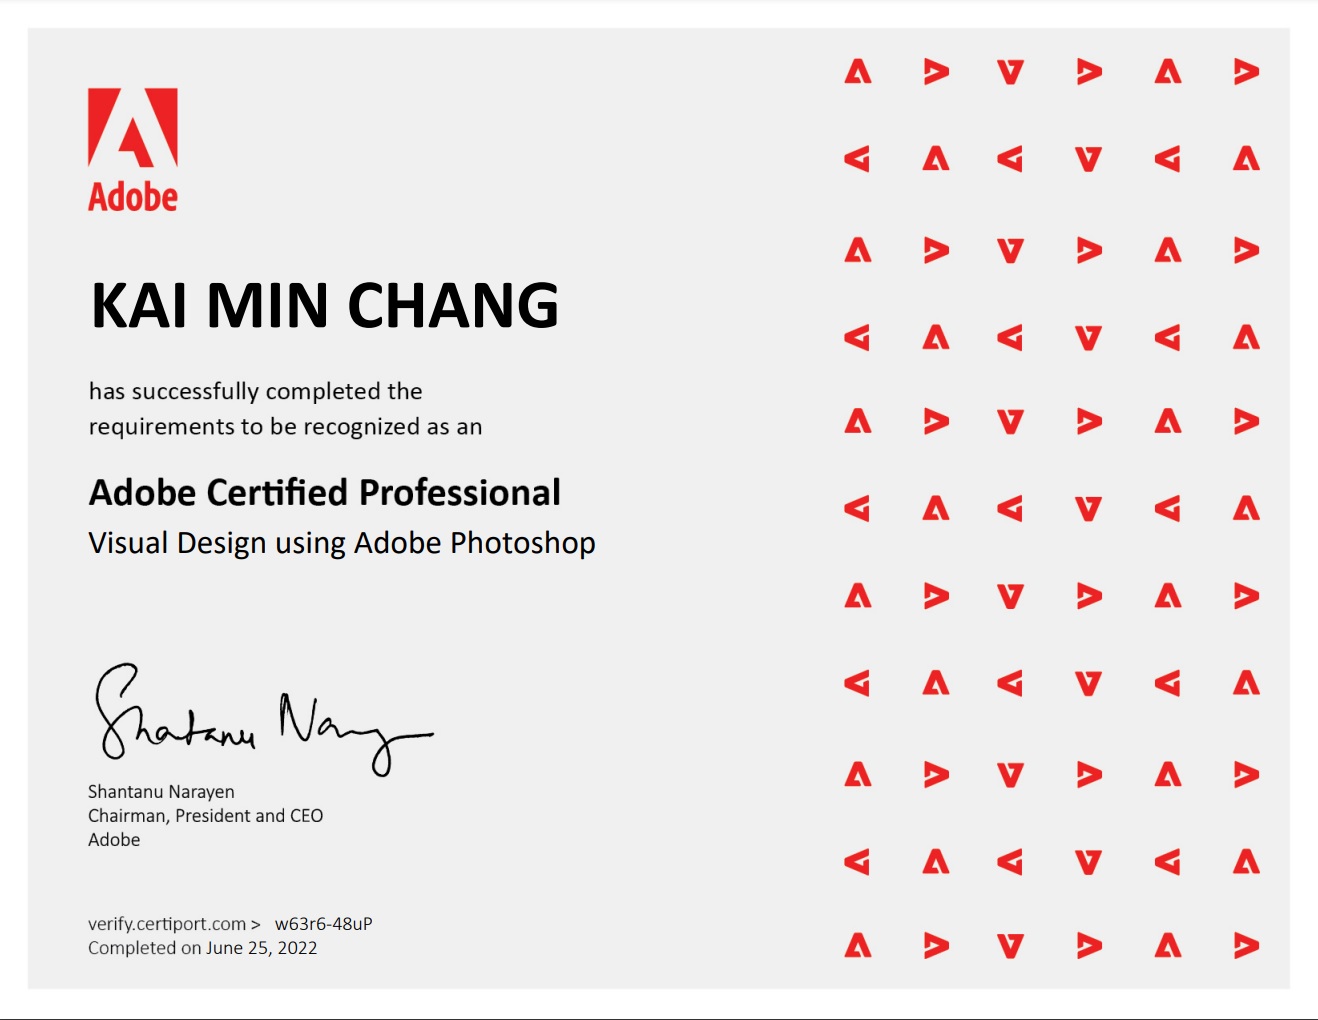 Adobe
KAI MIN CHANG
has successfully completed the
requirements to be recognized as an
Adobe Certified Professional
Visual Design using Adobe Photoshop
Shantanu Narayen
Chairman, President and CEO
Adobe
verify.certiport.com > w63r6-48uP
Completed on June 25, 2022